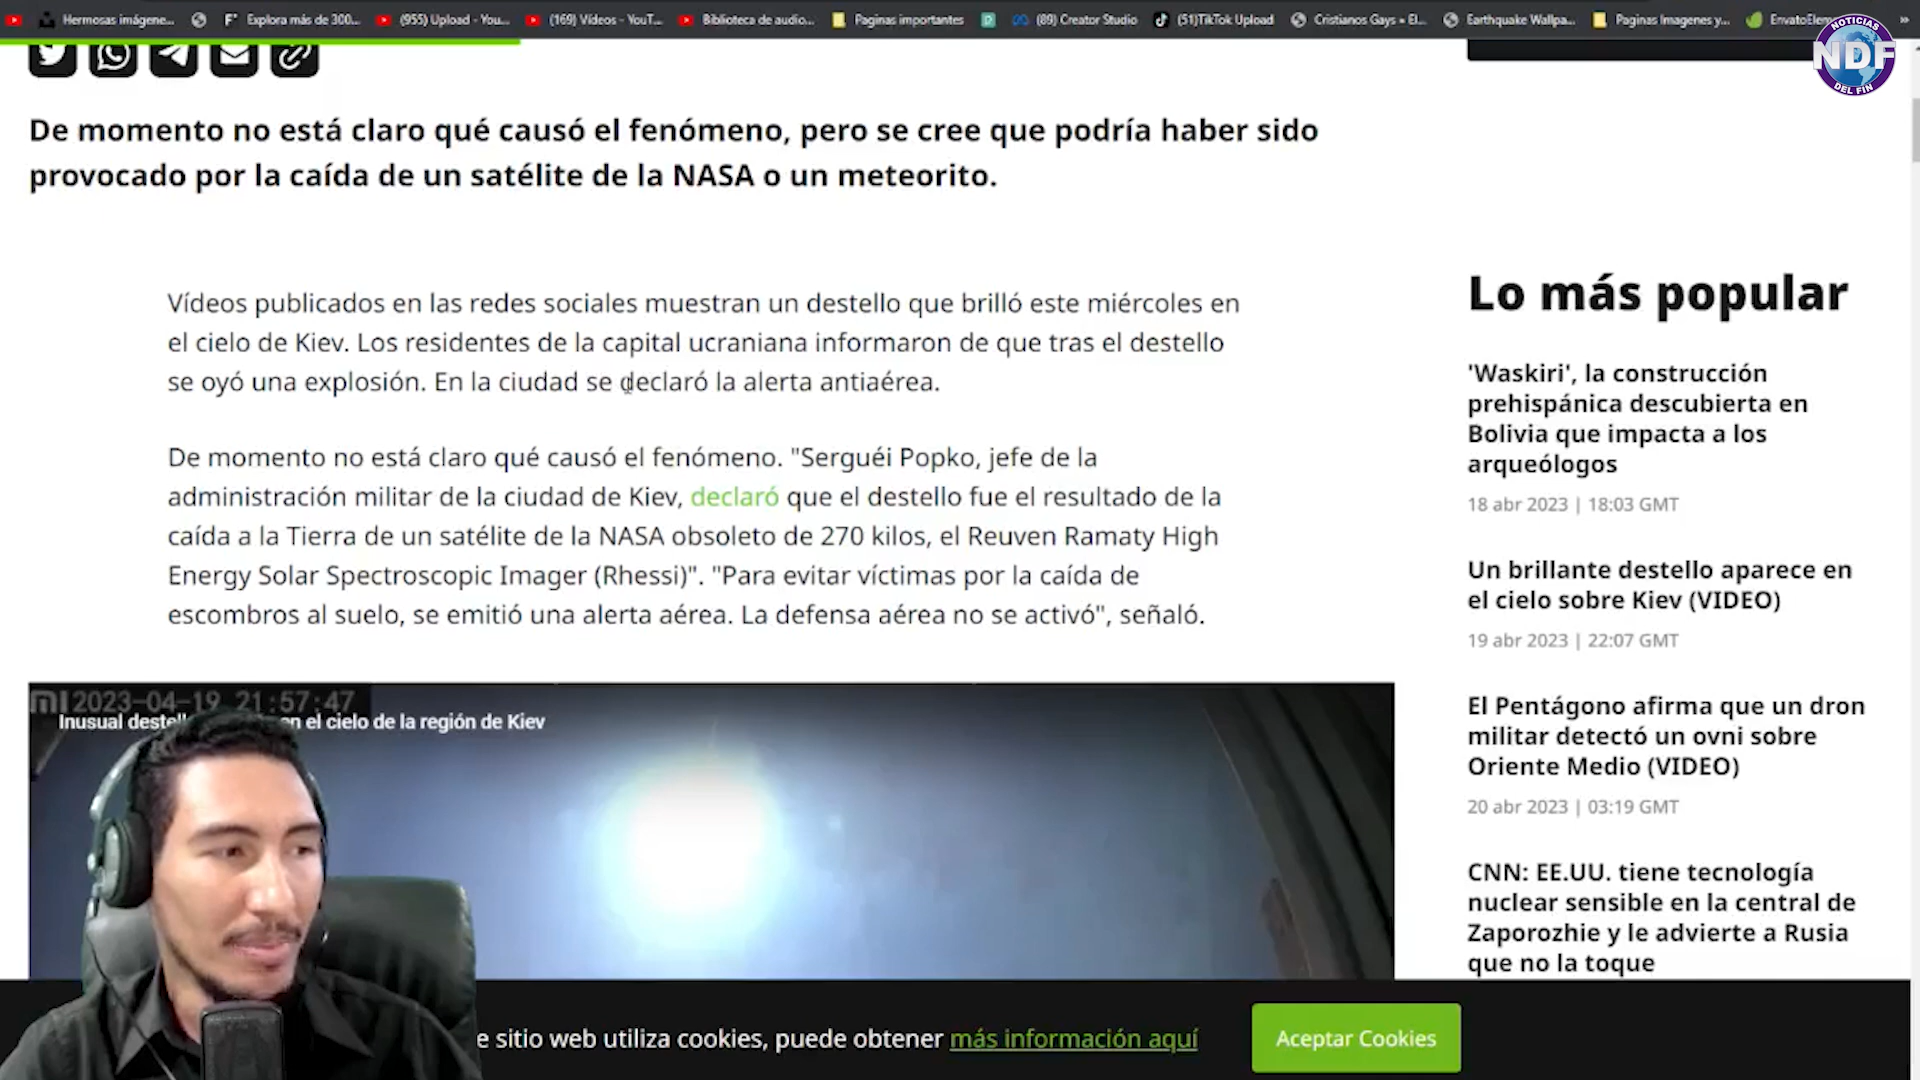 Hermosas imágene...
Explora más de 300...
(955) Upload - You...
(169) Vídeos - YouT...
Biblioteca de audio...
Paginas importantes
(89) Creator Studio
(51)TikTok Upload
Cristianos Gays » El...
Earthquake Wallpa...
Paginas Imagenes y...
EnvatoElem
NOTICIAS
NDF
DEL FIN
De momento no está claro qué causó el fenómeno, pero se cree que podría haber sido
provocado por la caída de un satélite de la NASA o un meteorito.
Vídeos publicados en las redes sociales muestran un destello que brilló este miércoles en
el cielo de Kiev. Los residentes de la capital ucraniana informaron de que tras el destello
se oyó una explosión. En la ciudad se declaró la alerta antiaérea.
De momento no está claro qué causó el fenómeno. "Serguéi Popko, jefe de la
administración militar de la ciudad de Kiev, declaró que el destello fue el resultado de la
caída a la Tierra de un satélite de la NASA obsoleto de 270 kilos, el Reuven Ramaty High
Energy Solar Spectroscopic Imager (Rhessi)". "Para evitar víctimas por la caída de
escombros al suelo, se emitió una alerta aérea. La defensa aérea no se activó", señaló.
mi 2023-04-19 21:57:47
Inusual destell en el cielo de la región de Kiev
Lo más popular
'Waskiri', la construcción
prehispánica descubierta en
Bolivia que impacta a los
arqueólogos
18 abr 2023 | 18:03 GMT
Un brillante destello aparece en
el cielo sobre Kiev (VIDEO)
19 abr 2023 | 22:07 GMT
El Pentágono afirma que un dron
militar detectó un ovni sobre
Oriente Medio (VIDEO)
20 abr 2023 | 03:19 GMT
CNN: EE.UU. tiene tecnología
nuclear sensible en la central de
Zaporozhie y le advierte a Rusia
que no la toque
e sitio web utiliza cookies, puede obtener más información aquí
Aceptar Cookies